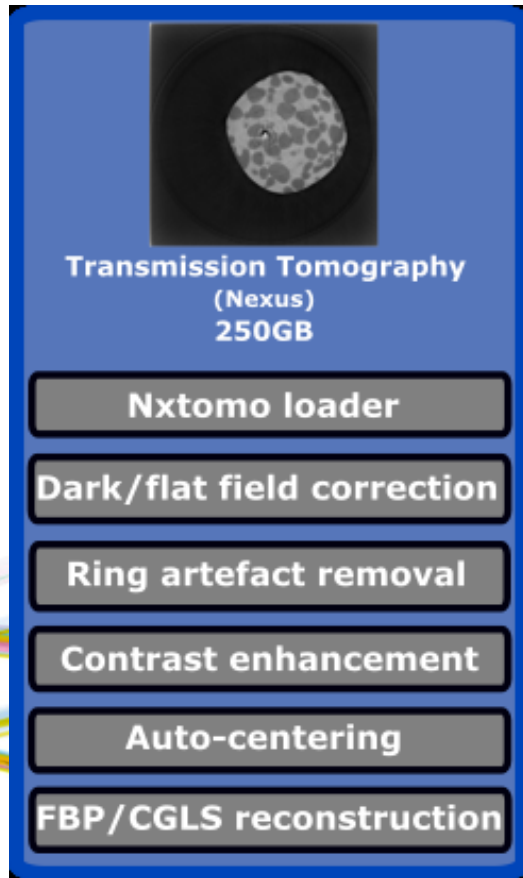 Transmission Tomography
(Nexus)
250GB
Nxtomo loader
Dark/flat field correction
Ring artefact removal
Contrast enhancement
Auto-centering
FBP/CGLS reconstruction